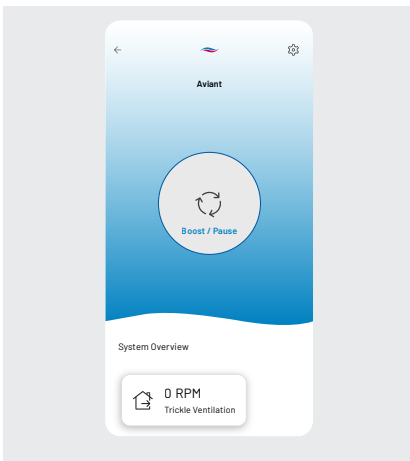 Aviant
Boost / Pause
System Overview
0 RPM
Trickle Ventilation